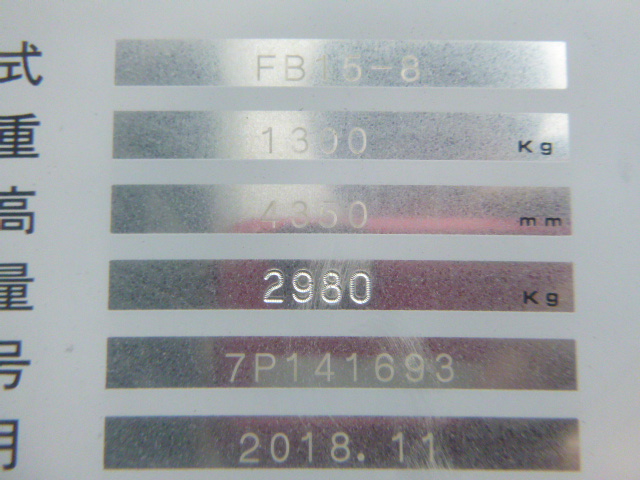 式 FB15-8
重 1300 Kg
高 4350 mm
量 2980 Kg
号 7P141693
月 2018.11